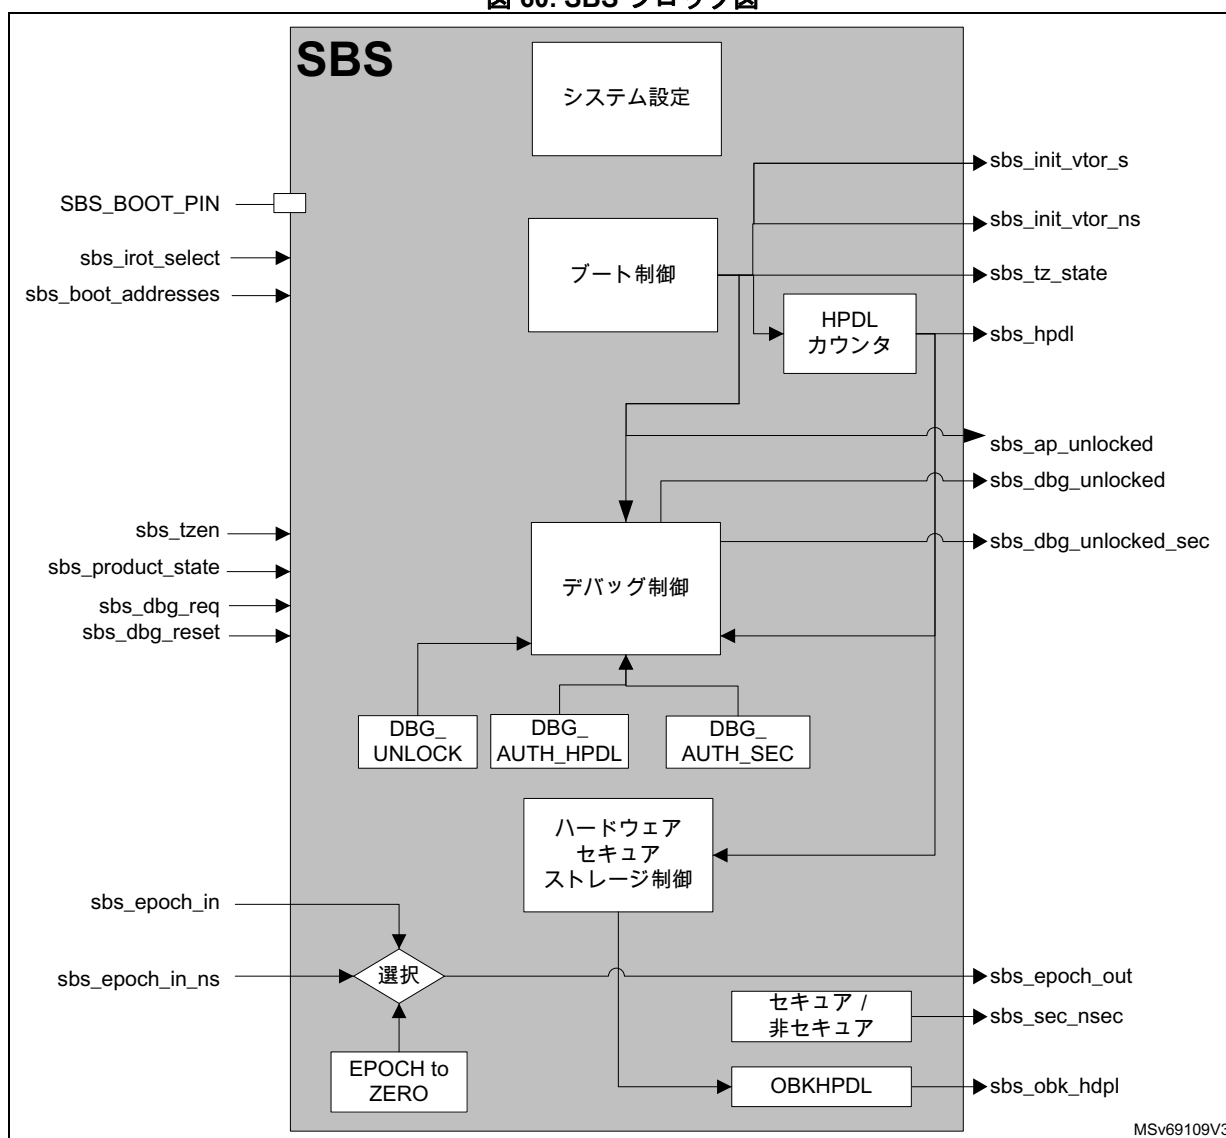 図 60. SBS ブロック図
SBS
システム設定
sbs_init_vtor_s
SBS_BOOT_PIN
sbs_init_vtor_ns
sbs_irot_select
ブート制御
sbs_tz_state
sbs_boot_addresses
HPDL
カウンタ
sbs_hpdl
sbs_ap_unlocked
sbs_dbg_unlocked
sbs_tzen
sbs_dbg_unlocked_sec
sbs_product_state
デバッグ制御
sbs_dbg_req
sbs_dbg_reset
DBG_
UNLOCK
DBG_
AUTH_HPDL
DBG_
AUTH_SEC
ハードウェア
セキュア
ストレージ制御
sbs_epoch_in
sbs_epoch_in_ns
選択
sbs_epoch_out
セキュア /
非セキュア
sbs_sec_nsec
EPOCH to
ZERO
OBKHPDL
sbs_obk_hdpl
MSv69109V3